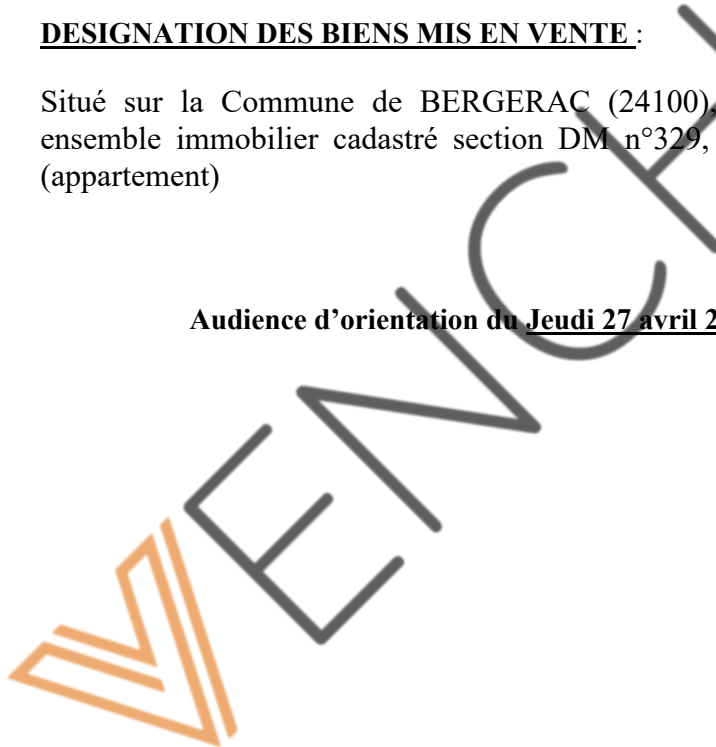 DESIGNATION DES BIENS MIS EN VENTE :
Situé sur la Commune de BERGERAC (24100),
ensemble immobilier cadastré section DM n°329,
(appartement)
Audience d’orientation du Jeudi 27 avril 2
VENCH